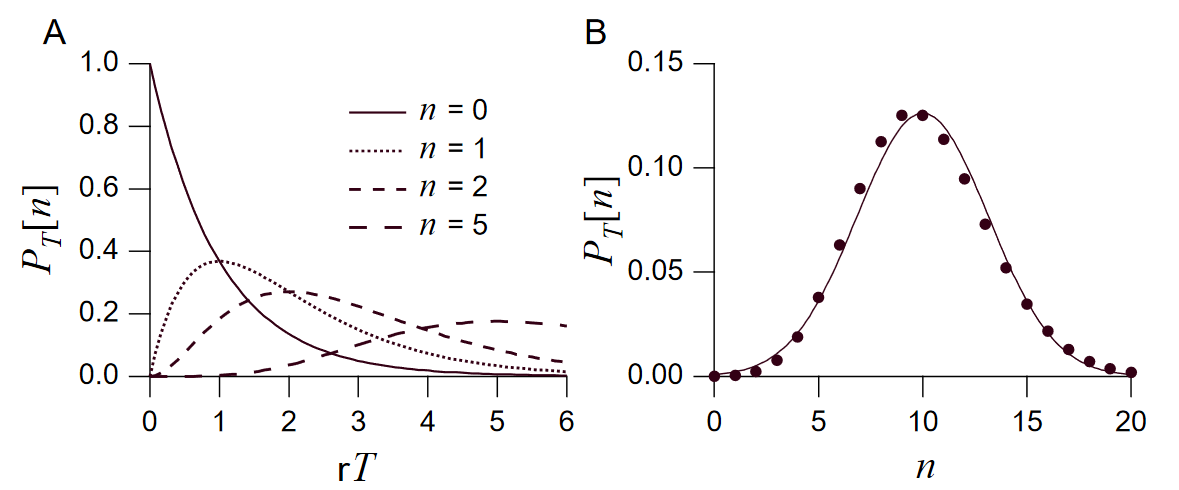 A
1.0
0.8
0.6
0.4
0.2
0.0
P_T[n]
n = 0
n = 1
n = 2
n = 5
0 1 2 3 4 5 6
rT
B
0.15
0.10
0.05
0.00
P_T[n]
0 5 10 15 20
n